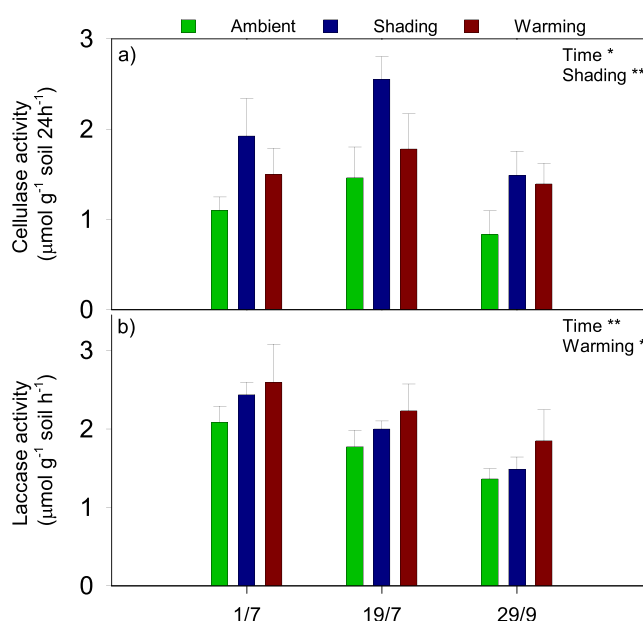 Ambient Shading Warming
a)
Time *
Shading **
Cellulase activity
(μmol g⁻¹ soil 24h⁻¹)
3
2
1
0
b)
Time **
Warming *
Laccase activity
(μmol g⁻¹ soil h⁻¹)
3
2
1
0
1/7 19/7 29/9